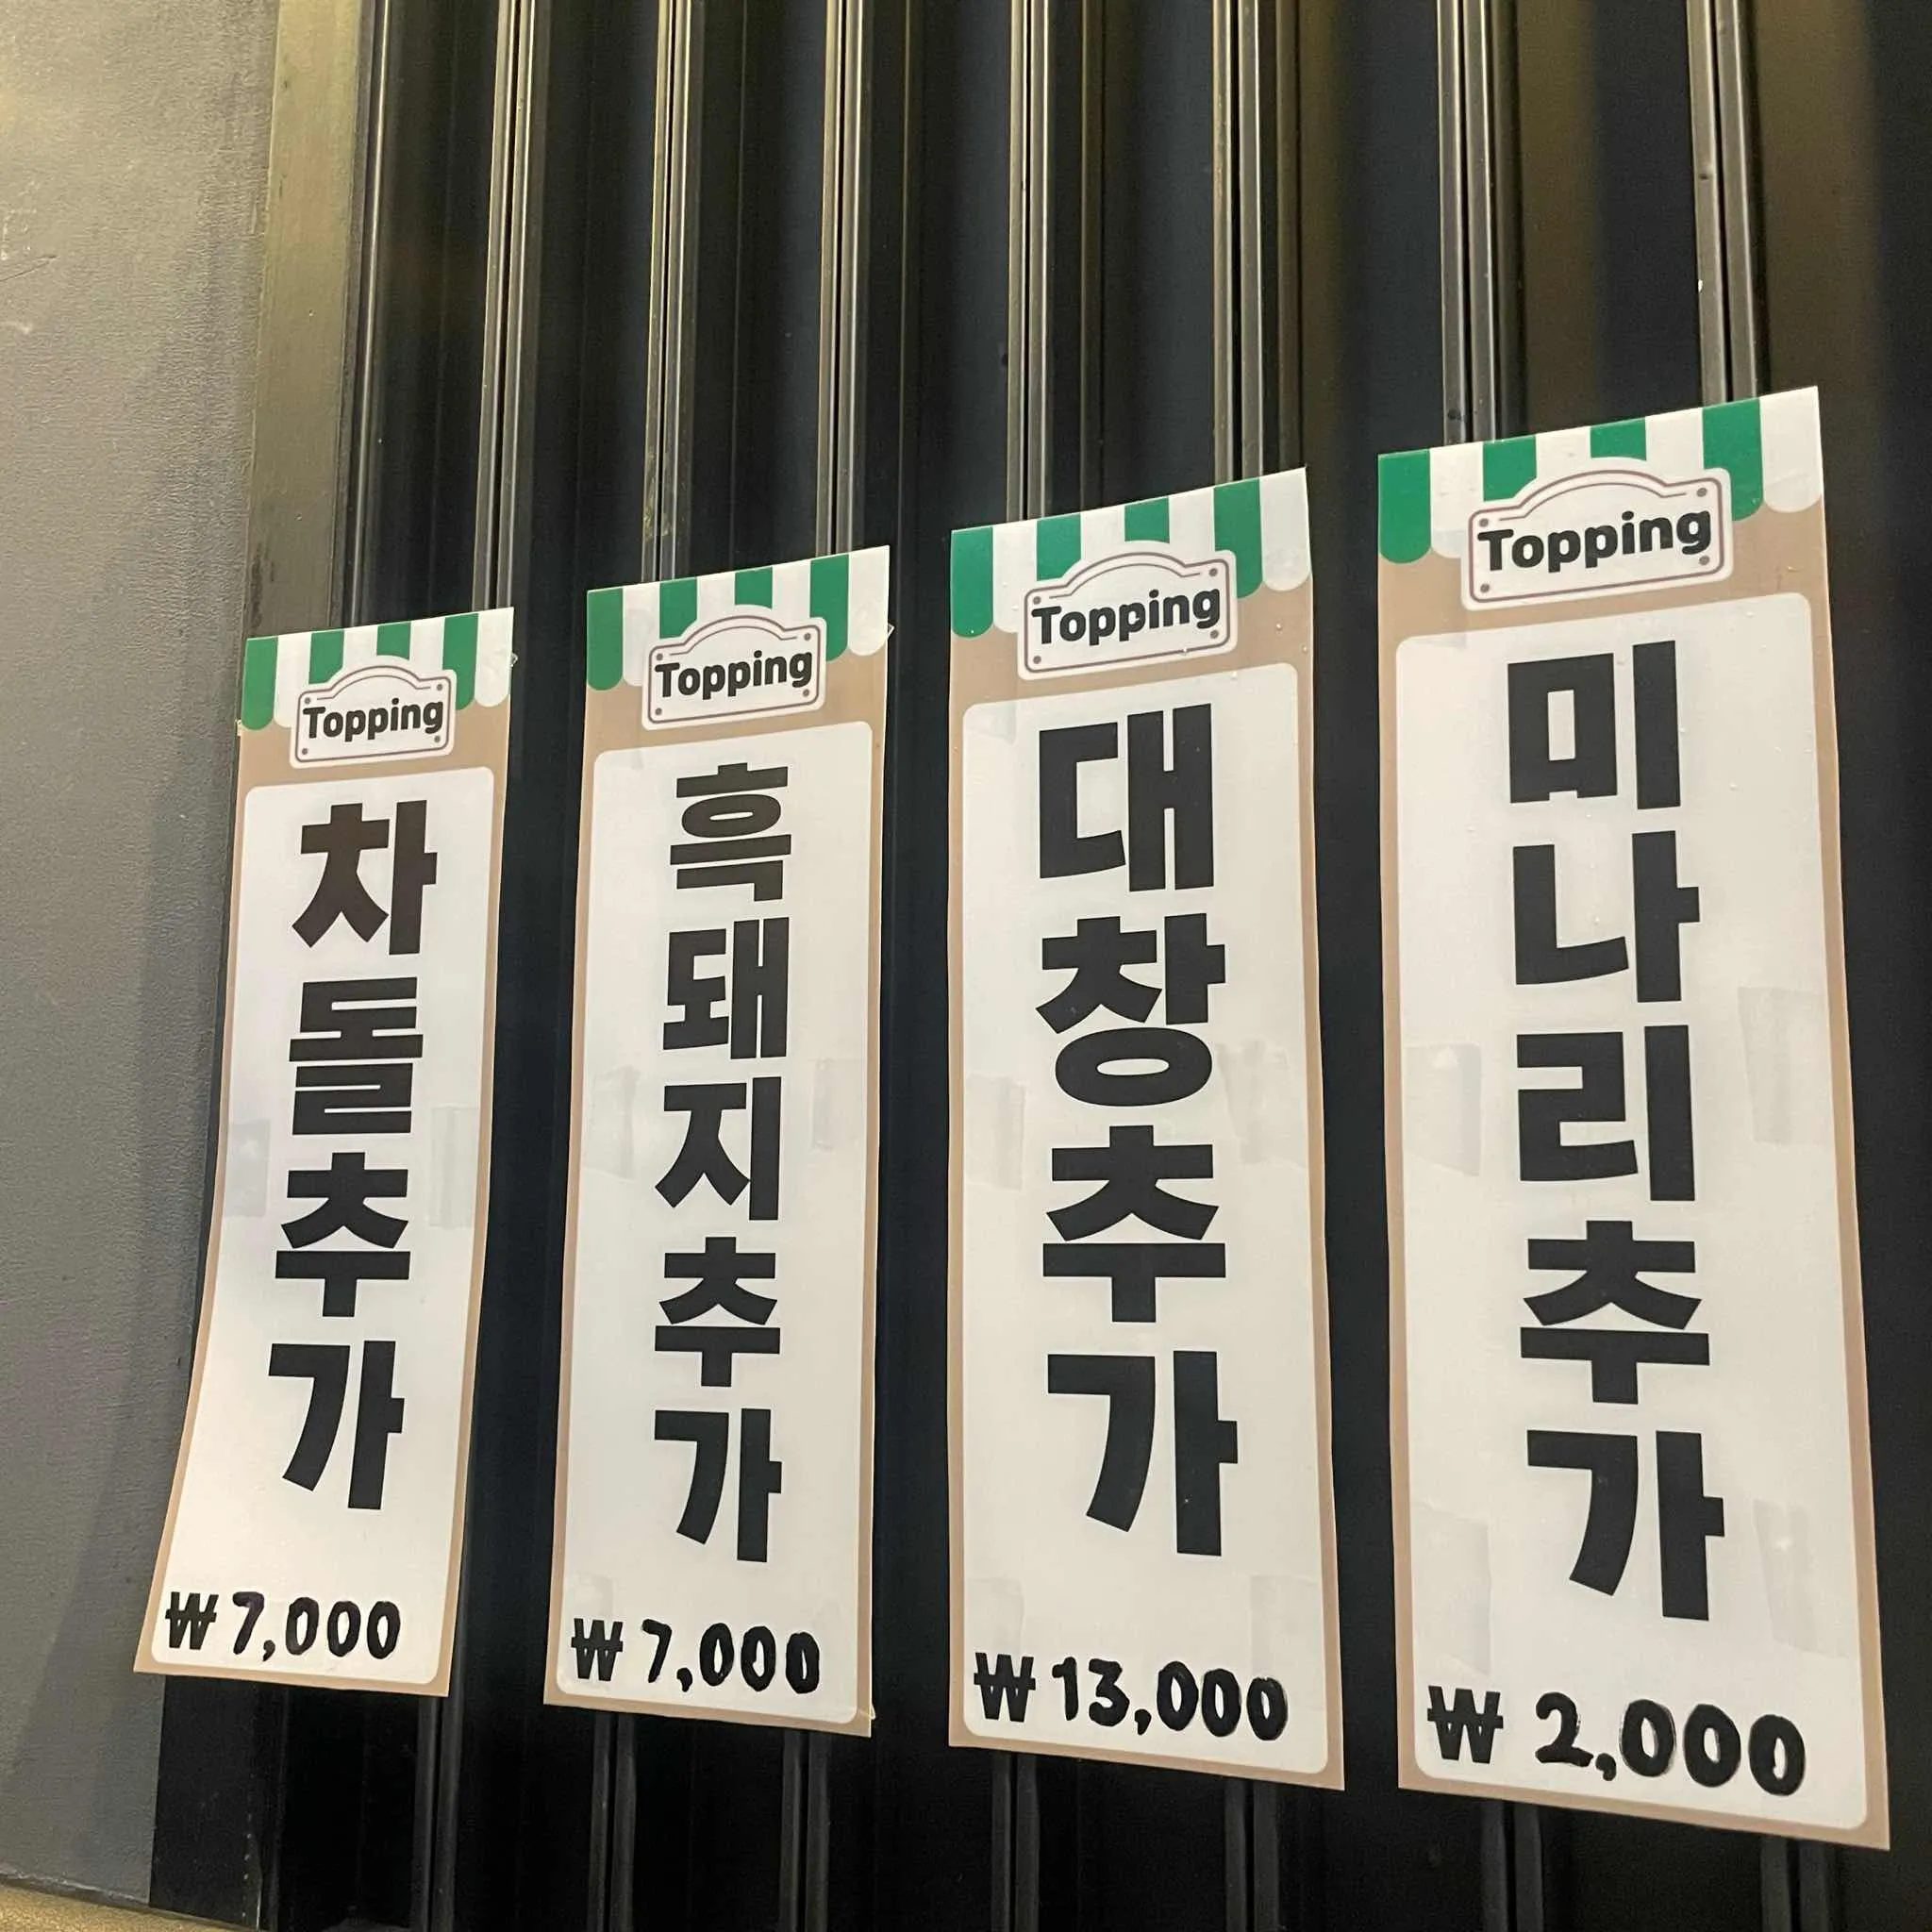 Topping
차돌추가
₩7,000
Topping
흑돼지추가
₩7,000
Topping
대창추가
₩13,000
Topping
미나리추가
₩2,000